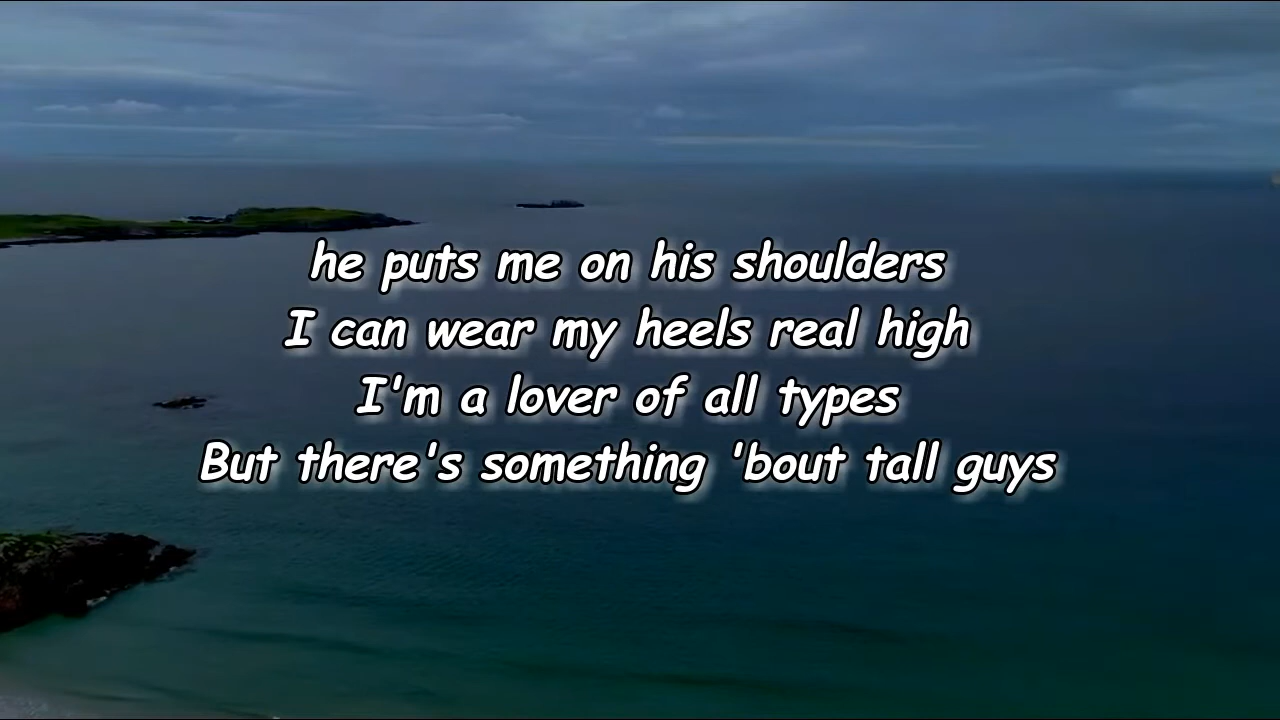 he puts me on his shoulders
I can wear my heels real high
I'm a lover of all types
But there's something 'bout tall guys